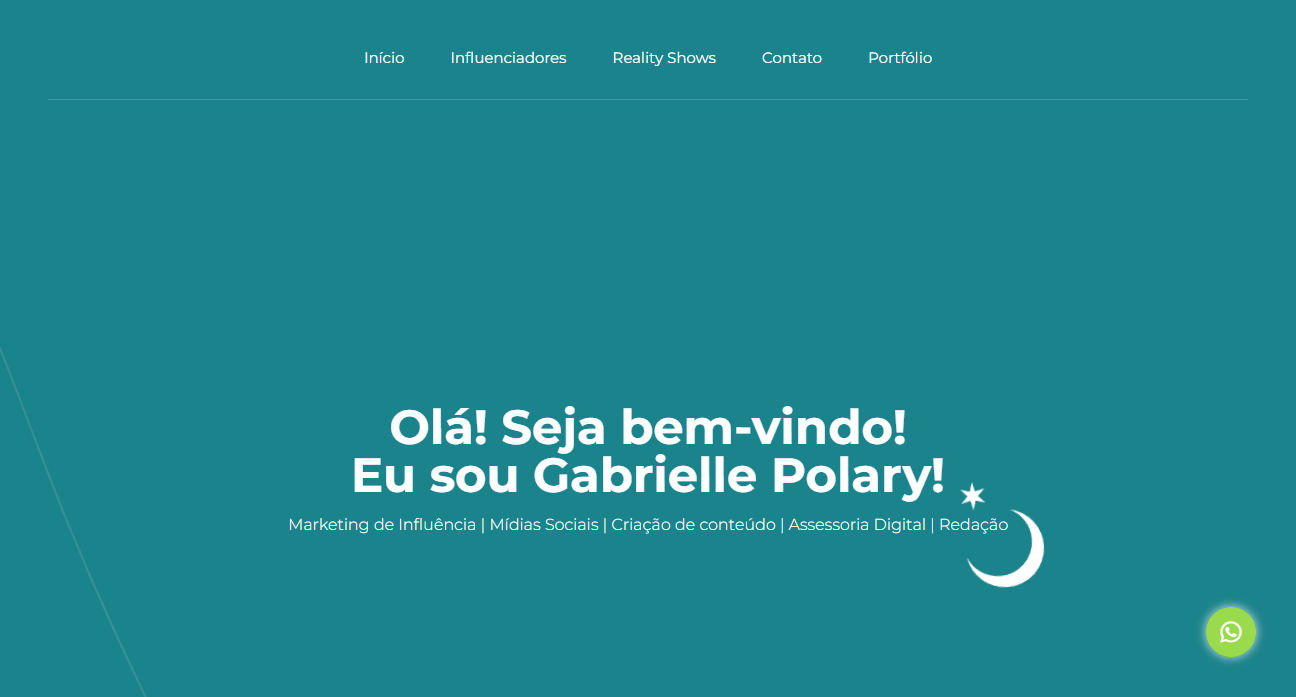 Início Influenciadores Reality Shows Contato Portfólio
Olá! Seja bem-vindo!
Eu sou Gabrielle Polary!
Marketing de Influência | Mídias Sociais | Criação de conteúdo | Assessoria Digital | Redação